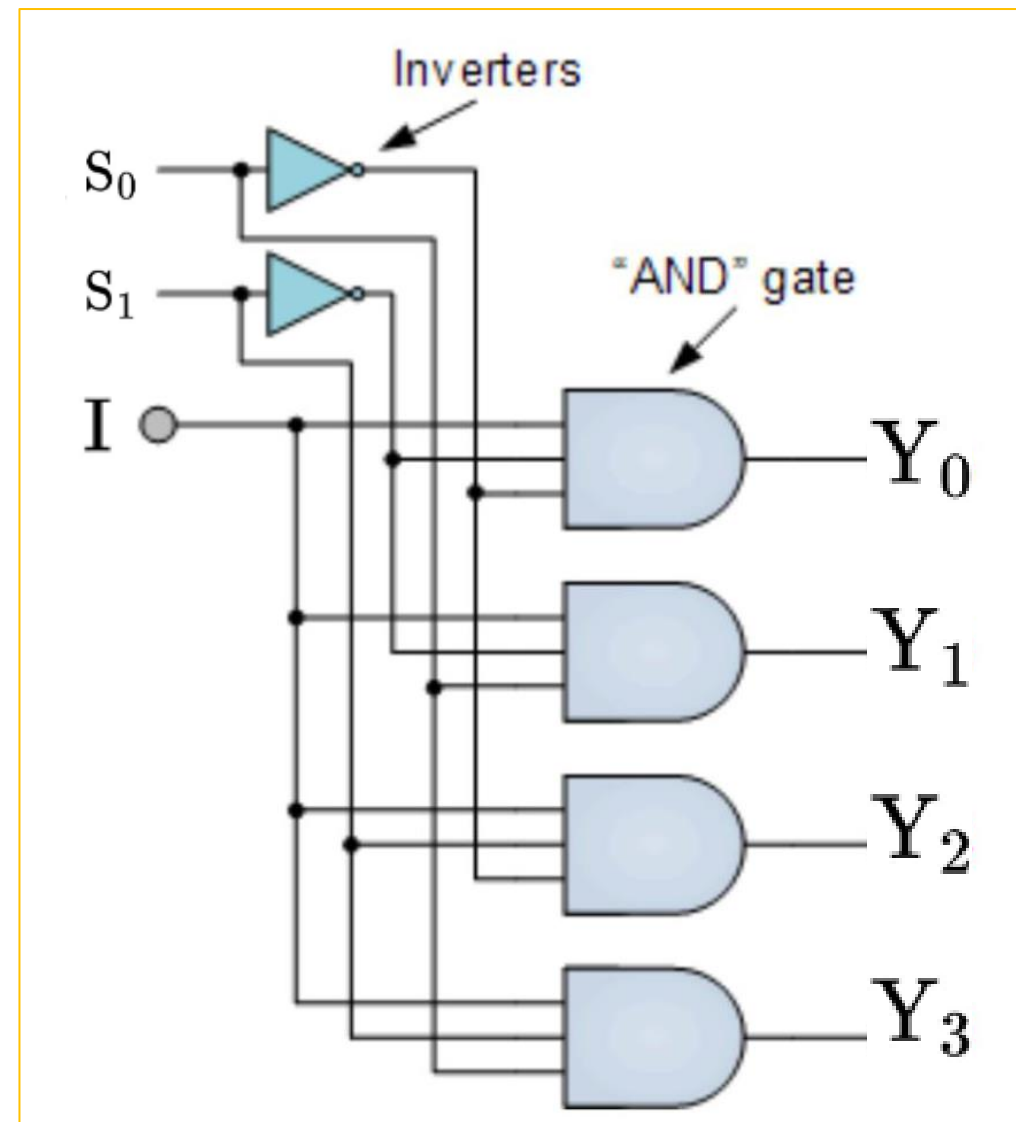 Inverters
S₀
S₁
“AND” gate
I
Y₀
Y₁
Y₂
Y₃